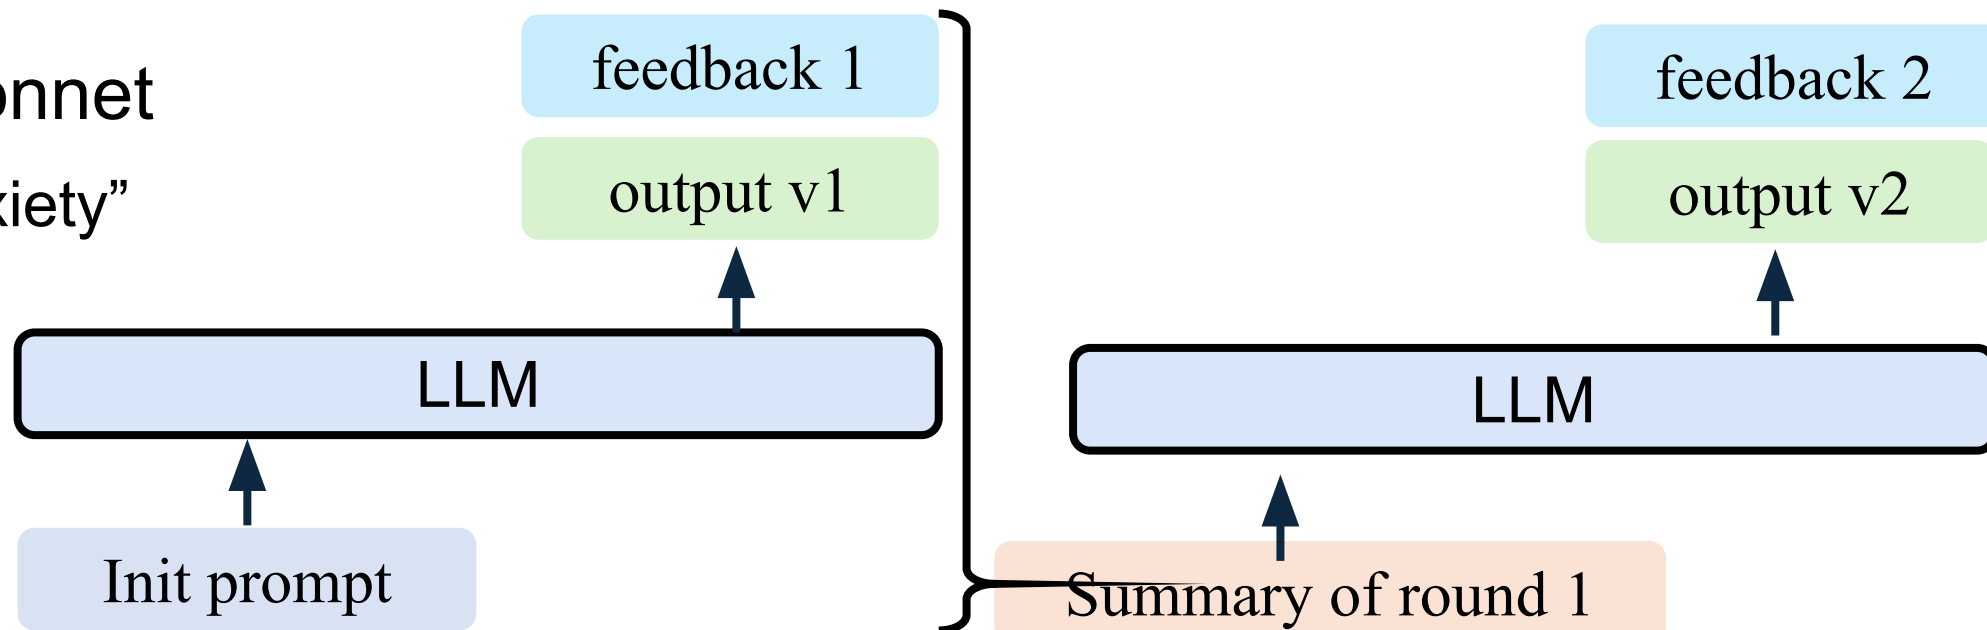 onnet
xiety”
feedback 1
output v1
LLM
Init prompt
feedback 2
output v2
LLM
Summary of round 1